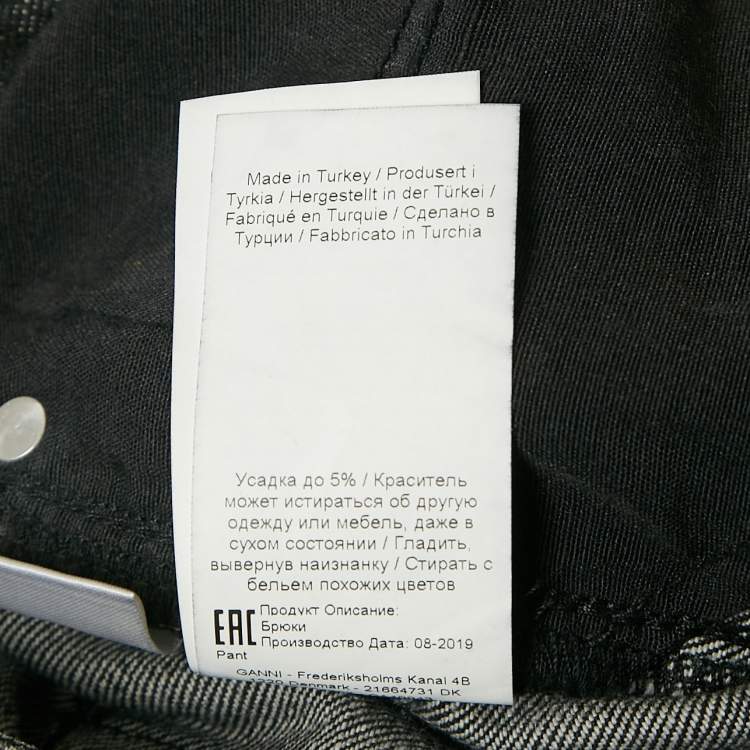 Made in Turkey / Produsert i
Tyrkia / Hergestellt in der Türkei /
Fabriqué en Turquie / Сделано в
Турции / Fabbricato in Turchia
Усадка до 5% / Краситель
может истираться об другую
одежду или мебель, даже в
сухом состоянии / Гладить,
вывернув наизнанку / Стирать с
бельем похожих цветов
EAC Продукт Описание:
Брюки
Производство Дата: 08-2019
Pant
GANNI - Frederiksholms Kanal 4B
Denmark - 21664731 DK